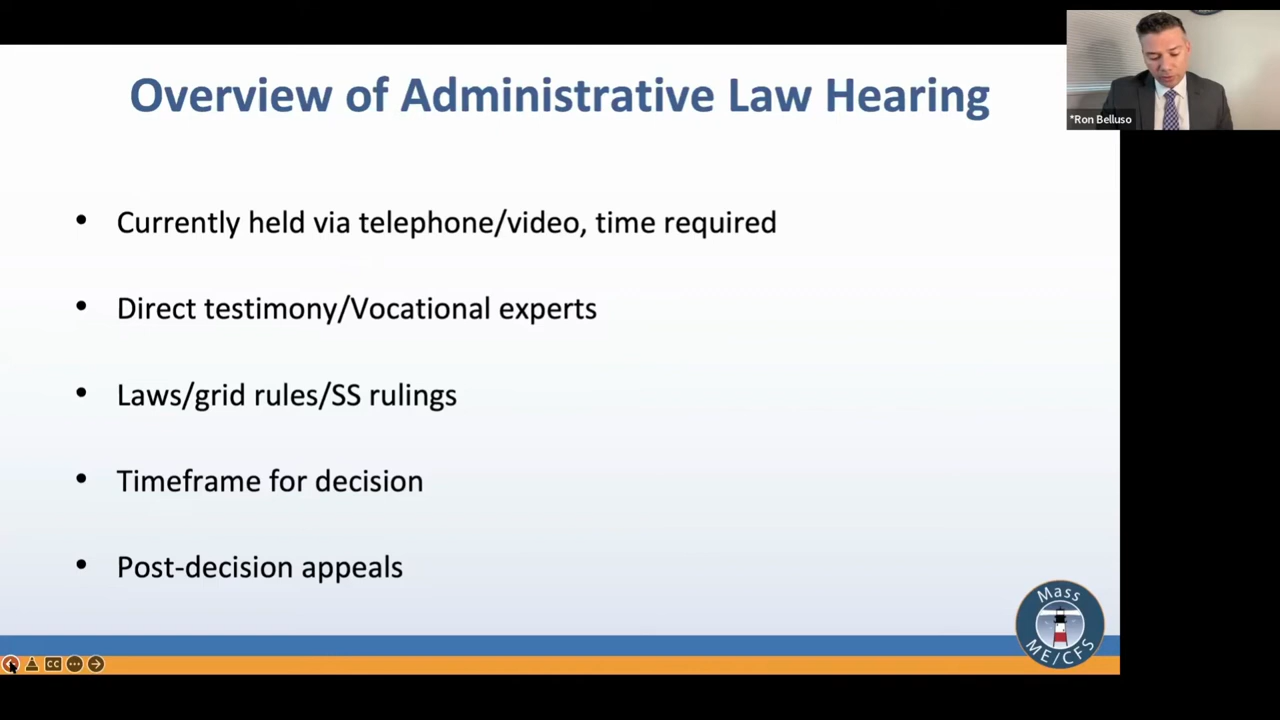 Overview of Administrative Law Hearing
*Ron Belluso
• Currently held via telephone/video, time required
• Direct testimony/Vocational experts
• Laws/grid rules/SS rulings
• Timeframe for decision
• Post-decision appeals
Mass
ME/CFS
CC